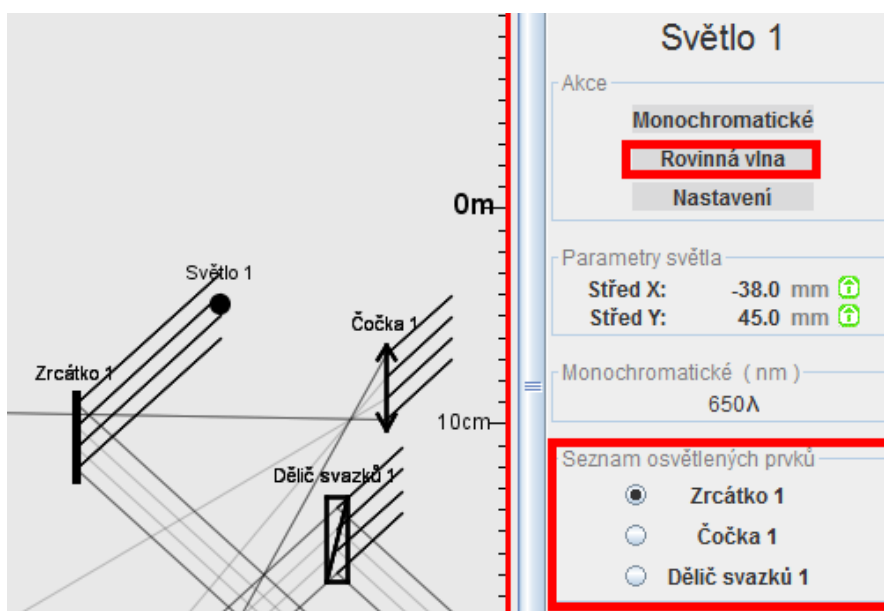 Světlo 1
Akce
Monochromatické
Rovinná vlna
Nastavení
Parametry světla
Střed X: -38.0 mm
Střed Y: 45.0 mm
Monochromatické ( nm )
650λ
Seznam osvětlených prvků
Zrcátko 1
Čočka 1
Dělič svazků 1
0m
Světlo 1
Čočka 1
Zrcátko 1
10cm
Dělič svazků 1